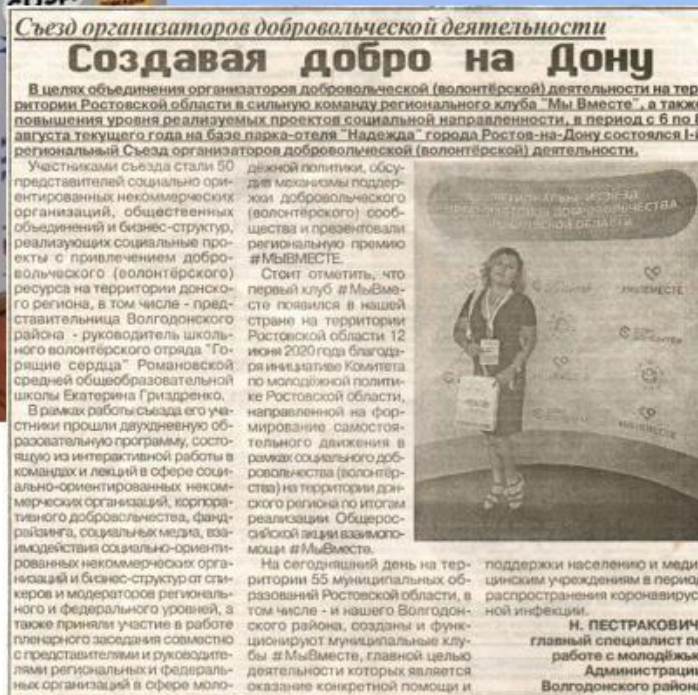 Съезд организаторов добровольческой деятельности
Создавая добро на Дону
В целях объединения организаторов добровольческой (волонтёрской) деятельности на тер-
ритории Ростовской области в сильную команду регионального клуба "Мы Вместе", а также
повышения уровня реализуемых проектов социальной направленности, в период с 6 по 8
августа текущего года на базе парка-отеля "Надежда" города Ростов-на-Дону состоялся I-й
региональный Съезд организаторов добровольческой (волонтёрской) деятельности.
Участниками съезда стали 50
представителей социально ори-
ентированных некоммерческих
организаций, общественных
объединений и бизнес-структур,
реализующих социальные про-
екты с привлечением добро-
вольческого (волонтёрского)
ресурса на территории донско-
го региона, в том числе - пред-
ставительница Волгодонского
района - руководитель школь-
ного волонтёрского отряда "Го-
рящие сердца" Романовской
средней общеобразовательной
школы Екатерина Гриздренко.
В рамках работы съезда его уча-
стники прошли двухдневную об-
разовательную программу, состо-
ящую из интерактивной работы в
командах и лекций в сфере соци-
ально-ориентированных неком-
мерческих организаций, корпора-
тивного добровольчества, фанд-
райзинга, социальных медиа, вза-
имодействия социально-ориенти-
рованных некоммерческих орга-
низаций и бизнес-структур от спи-
керов и модераторов региональ-
ного и федерального уровней, а
также приняли участие в работе
пленарного заседания совместно
с представителями и руководите-
лями региональных и федераль-
ных организаций в сфере моло-
дёжной политики, обсу-
див механизмы поддер-
жки добровольческого
(волонтёрского) сооб-
щества и презентовали
региональную премию
#МЫВМЕСТЕ.
Стоит отметить, что
первый клуб #МыВме-
сте появился в нашей
стране на территории
Ростовской области 12
июня 2020 года благода-
ря инициативе Комитета
по молодёжной полити-
ке Ростовской области,
направленной на фор-
мирование самостоя-
тельного движения в
рамках социального доб-
ровольчества (волонтёр-
ства) на территории дон-
ского региона по итогам
реализации Общерос-
сийской акции взаимопо-
мощи #МыВместе.
На сегодняшний день на тер-
ритории 55 муниципальных об-
разований Ростовской области, в
том числе - и нашего Волгодон-
ского района, созданы и функ-
ционируют муниципальные клу-
бы #МыВместе, главной целью
деятельности которых является
оказание конкретной помощи и
поддержки населению и меди-
цинским учреждениям в период
распространения коронавирус-
ной инфекции.
Н. ПЕСТРАКОВИЧ,
главный специалист по
работе с молодёжью
Администрации
Волгодонского района